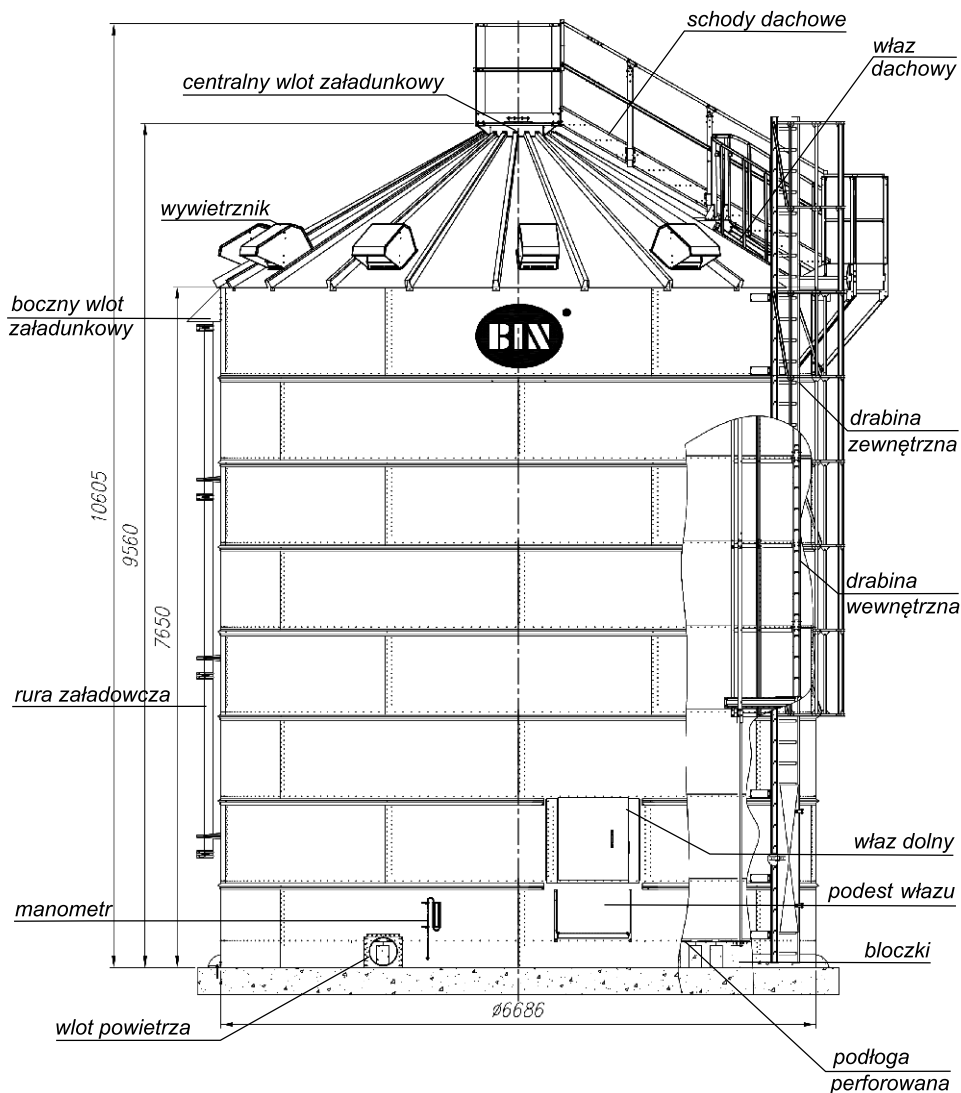 schody dachowe
właz
dachowy
centralny wlot załadunkowy
wywietrznik
boczny wlot
załadunkowy
BIN
drabina
zewnętrzna
10605
9560
7650
drabina
wewnętrzna
rura załadowcza
właz dolny
podest włazu
manometr
bloczki
ø6686
wlot powietrza
podłoga
perforowana